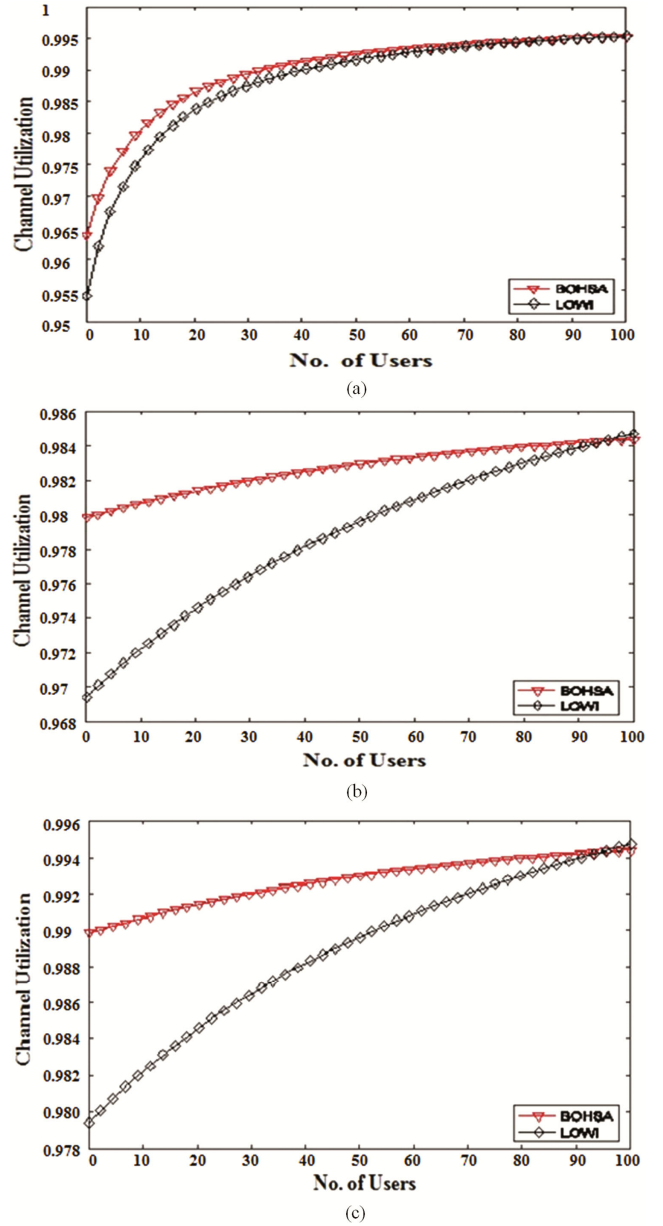 1
0.995
0.99
0.985
0.98
0.975
0.97
0.965
0.96
0.955
0.95
Channel Utilization
BOHSA
LOWI
0 10 20 30 40 50 60 70 80 90 100
No. of Users
(a)
0.986
0.984
0.982
0.98
0.978
0.976
0.974
0.972
0.97
0.968
Channel Utilization
BOHSA
LOWI
0 10 20 30 40 50 60 70 80 90 100
No. of Users
(b)
0.996
0.994
0.992
0.99
0.988
0.986
0.984
0.982
0.980
0.978
Channel Utilization
BOHSA
LOWI
0 10 20 30 40 50 60 70 80 90 100
No. of Users
(c)